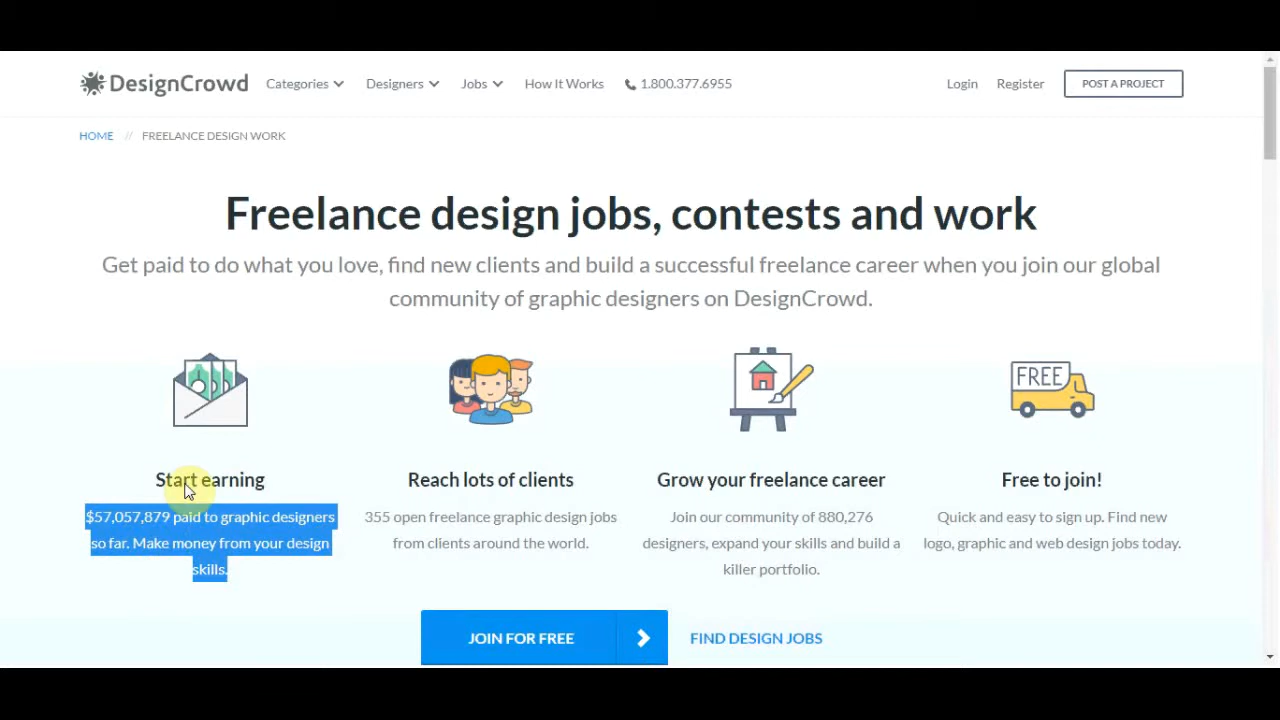 DesignCrowd Categories Designers Jobs How It Works 1.800.377.6955 Login Register POST A PROJECT
HOME // FREELANCE DESIGN WORK
Freelance design jobs, contests and work
Get paid to do what you love, find new clients and build a successful freelance career when you join our global
community of graphic designers on DesignCrowd.
FREE
Start earning
$57,057,879 paid to graphic designers
so far. Make money from your design
skills.
Reach lots of clients
355 open freelance graphic design jobs
from clients around the world.
Grow your freelance career
Join our community of 880,276
designers, expand your skills and build a
killer portfolio.
Free to join!
Quick and easy to sign up. Find new
logo, graphic and web design jobs today.
JOIN FOR FREE
FIND DESIGN JOBS